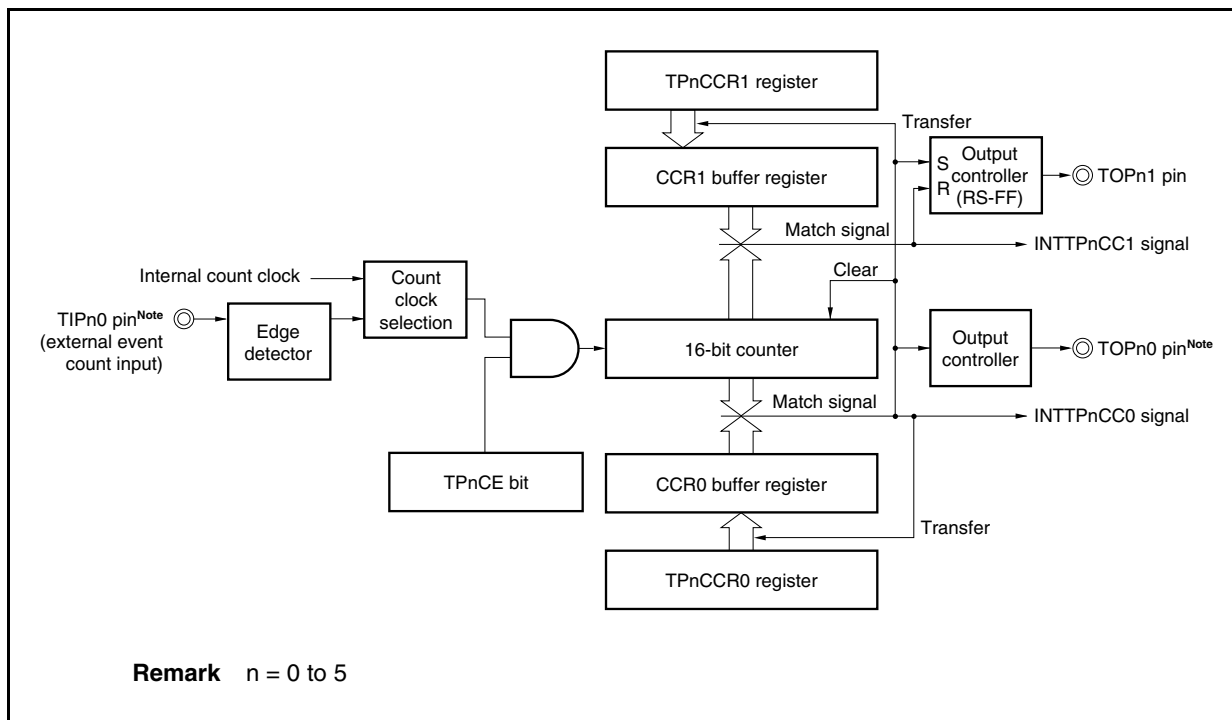 TPnCCR1 register
Transfer
CCR1 buffer register
S
R
Output
controller
(RS-FF)
TOPn1 pin
Match signal
INTTPnCC1 signal
Internal count clock
Count
clock
selection
Clear
TIPn0 pinNote
(external event
count input)
Edge
detector
16-bit counter
Output
controller
TOPn0 pinNote
Match signal
INTTPnCC0 signal
TPnCE bit
CCR0 buffer register
Transfer
TPnCCR0 register
Remark n = 0 to 5